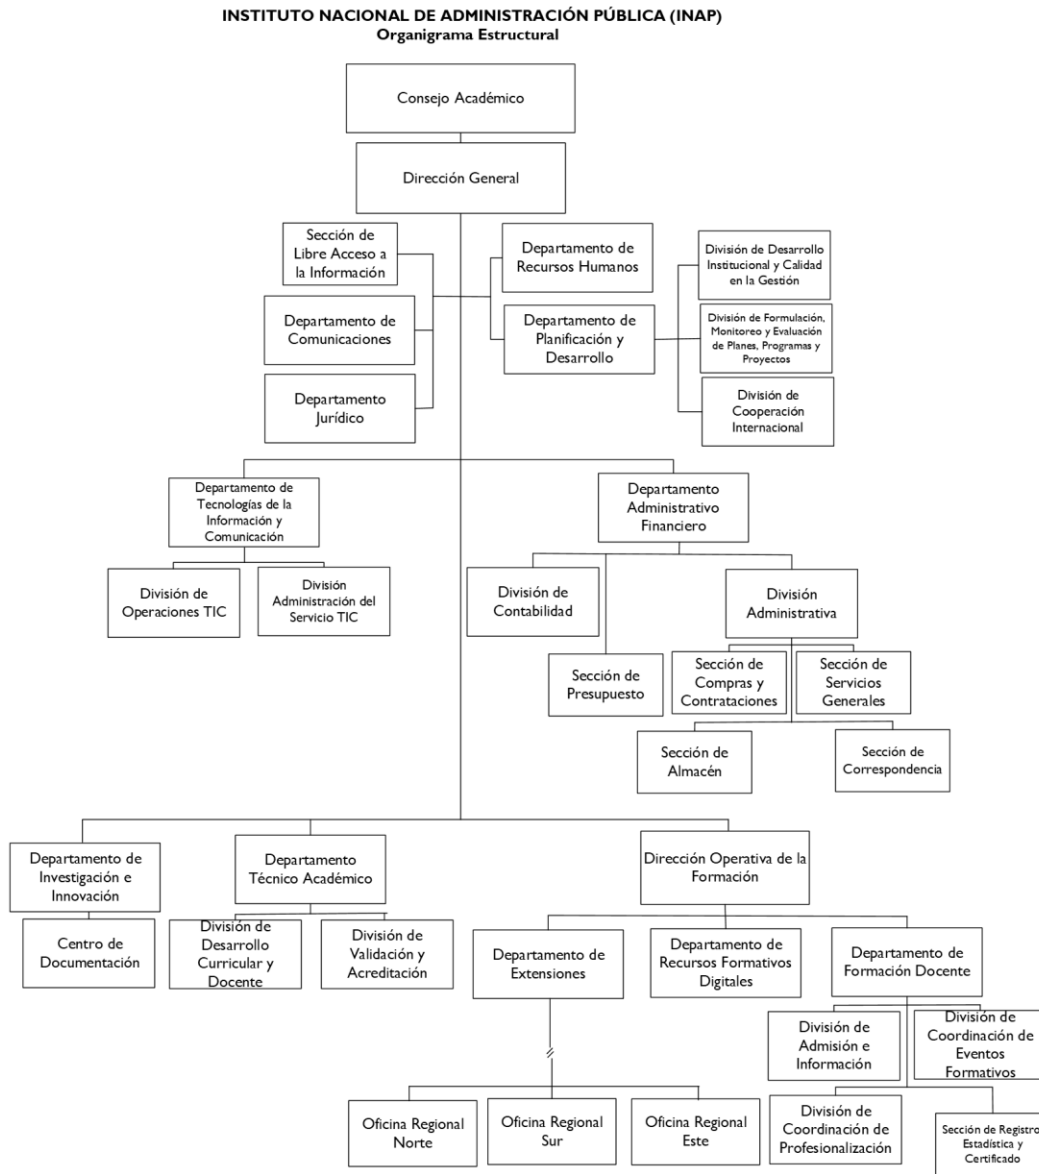 INSTITUTO NACIONAL DE ADMINISTRACIÓN PÚBLICA (INAP)
Organigrama Estructural
Consejo Académico
Dirección General
Sección de
Libre Acceso a
la Información
Departamento de
Recursos Humanos
División de Desarrollo
Institucional y Calidad
en la Gestión
Departamento de
Comunicaciones
Departamento de
Planificación y
Desarrollo
División de Formulación,
Monitoreo y Evaluación
de Planes, Programas y
Proyectos
Departamento
Jurídico
División de
Cooperación
Internacional
Departamento de
Tecnologías de la
Información y
Comunicación
Departamento
Administrativo
Financiero
División de
Operaciones TIC
División
Administración del
Servicio TIC
División de
Contabilidad
División
Administrativa
Sección de
Presupuesto
Sección de
Compras y
Contrataciones
Sección de
Servicios
Generales
Sección de
Almacén
Sección de
Correspondencia
Departamento de
Investigación e
Innovación
Departamento
Técnico Académico
Dirección Operativa de la
Formación
Centro de
Documentación
División de
Desarrollo
Curricular y
Docente
División de
Validación y
Acreditación
Departamento de
Extensiones
Departamento de
Recursos Formativos
Digitales
Departamento de
Formación Docente
División de
Admisión e
Información
División de
Coordinación de
Eventos
Formativos
Oficina Regional
Norte
Oficina Regional
Sur
Oficina Regional
Este
División de
Coordinación de
Profesionalización
Sección de Registro
Estadística y
Certificado